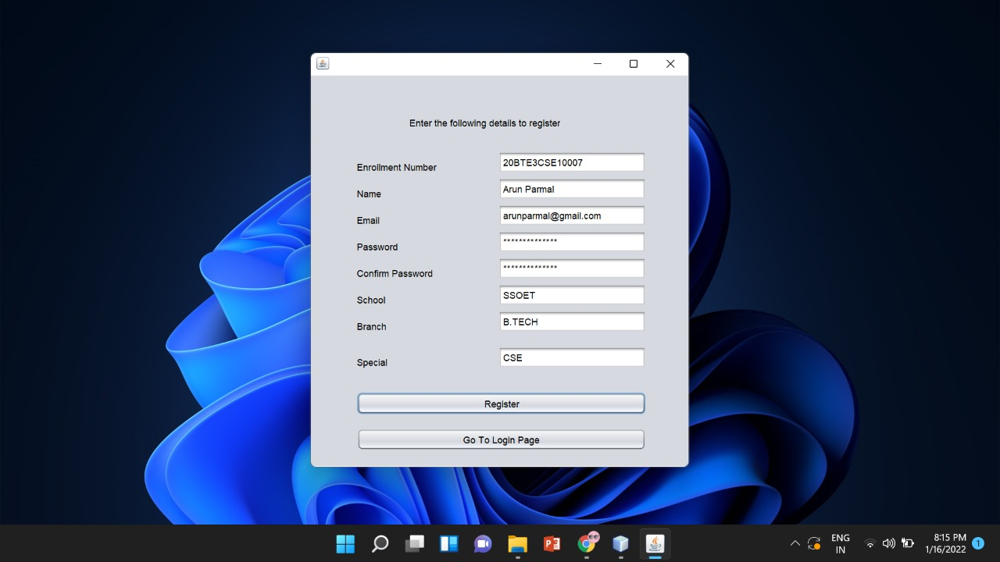 Enter the following details to register
Enrollment Number 20BTE3CSE10007
Name Arun Parmal
Email arunparmal@gmail.com
Password **************
Confirm Password **************
School SSOET
Branch B.TECH
Special CSE
Register
Go To Login Page
ENG 8:15 PM
IN 1/16/2022 1